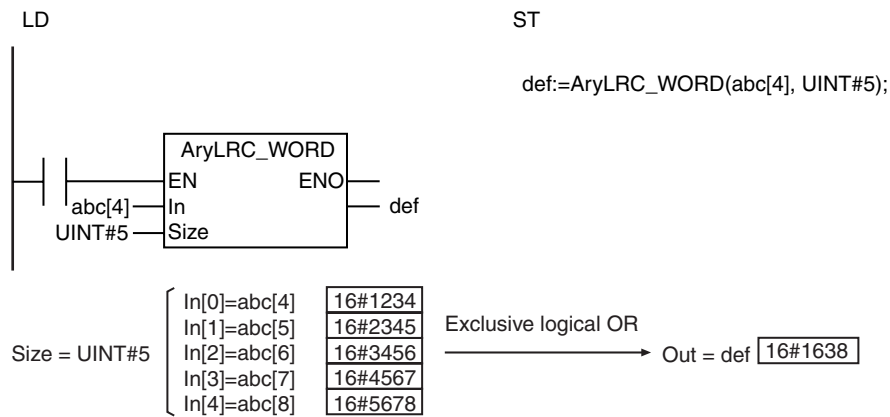 LD
ST
def:=AryLRC_WORD(abc[4], UINT#5);
AryLRC_WORD
EN ENO
abc[4] In def
UINT#5 Size
In[0]=abc[4] 16#1234
In[1]=abc[5] 16#2345
Size = UINT#5 In[2]=abc[6] 16#3456 Exclusive logical OR Out = def 16#1638
In[3]=abc[7] 16#4567
In[4]=abc[8] 16#5678